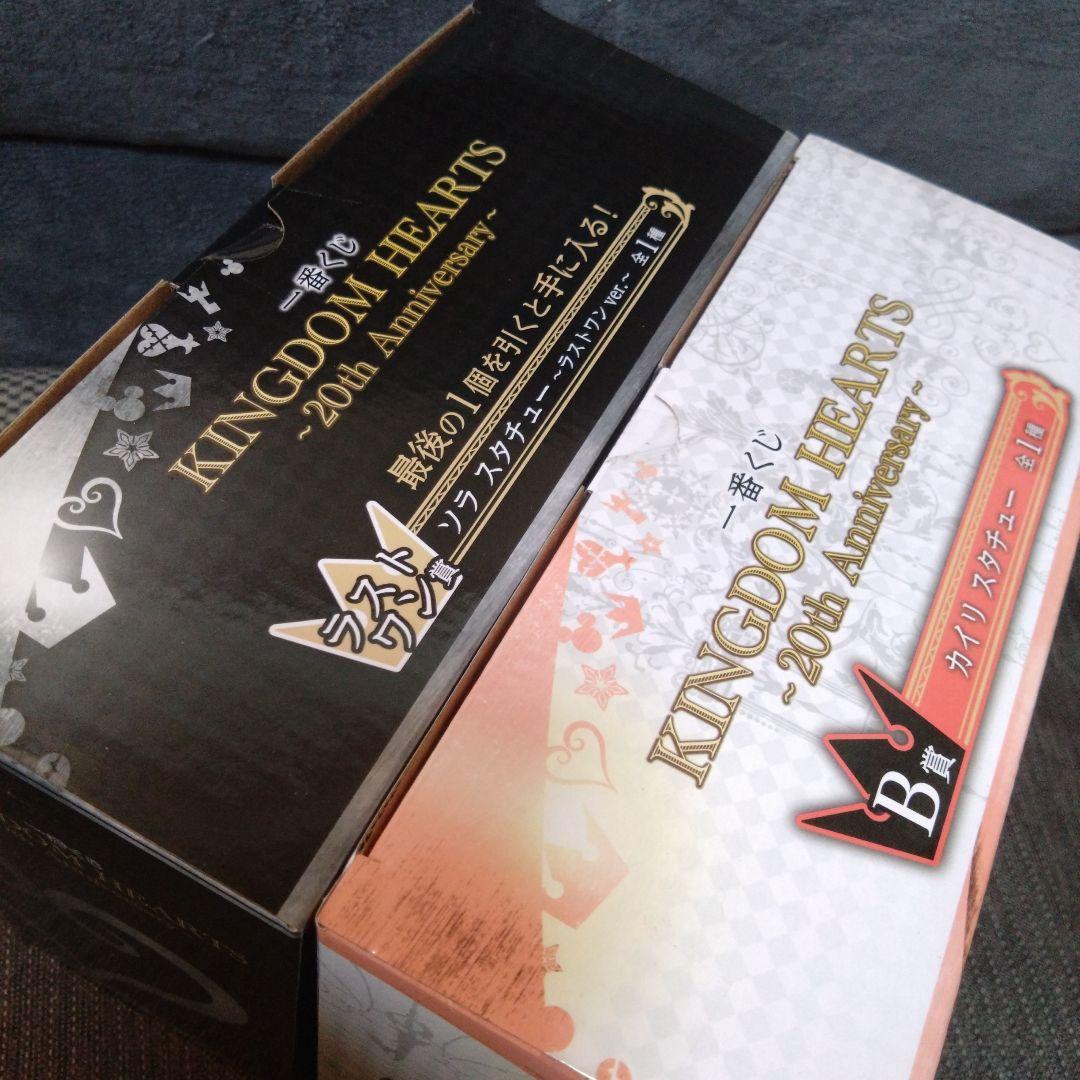 一番くじ
KINGDOM HEARTS
~20th Anniversary~
最後の1個を引くと手に入る!
ラストワン賞
ソラ スタチュー ~ラストワンver.~ 全1種
一番くじ
KINGDOM HEARTS
~20th Anniversary~
B賞
カイリ スタチュー 全1種